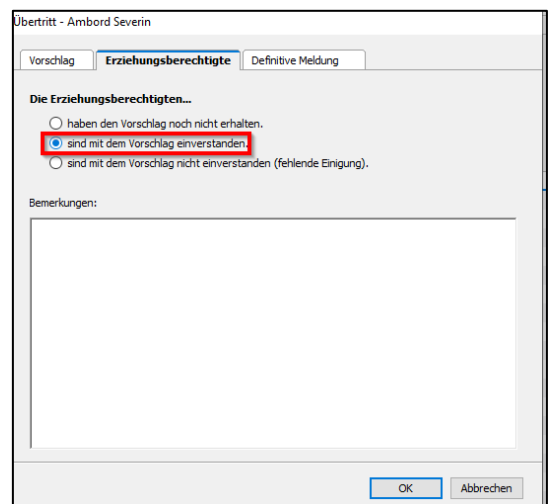 Übertritt - Ambord Severin
Vorschlag Erziehungsberechtigte Definitive Meldung
Die Erziehungsberechtigten...
haben den Vorschlag noch nicht erhalten.
sind mit dem Vorschlag einverstanden.
sind mit dem Vorschlag nicht einverstanden (fehlende Einigung).
Bemerkungen:
OK Abbrechen